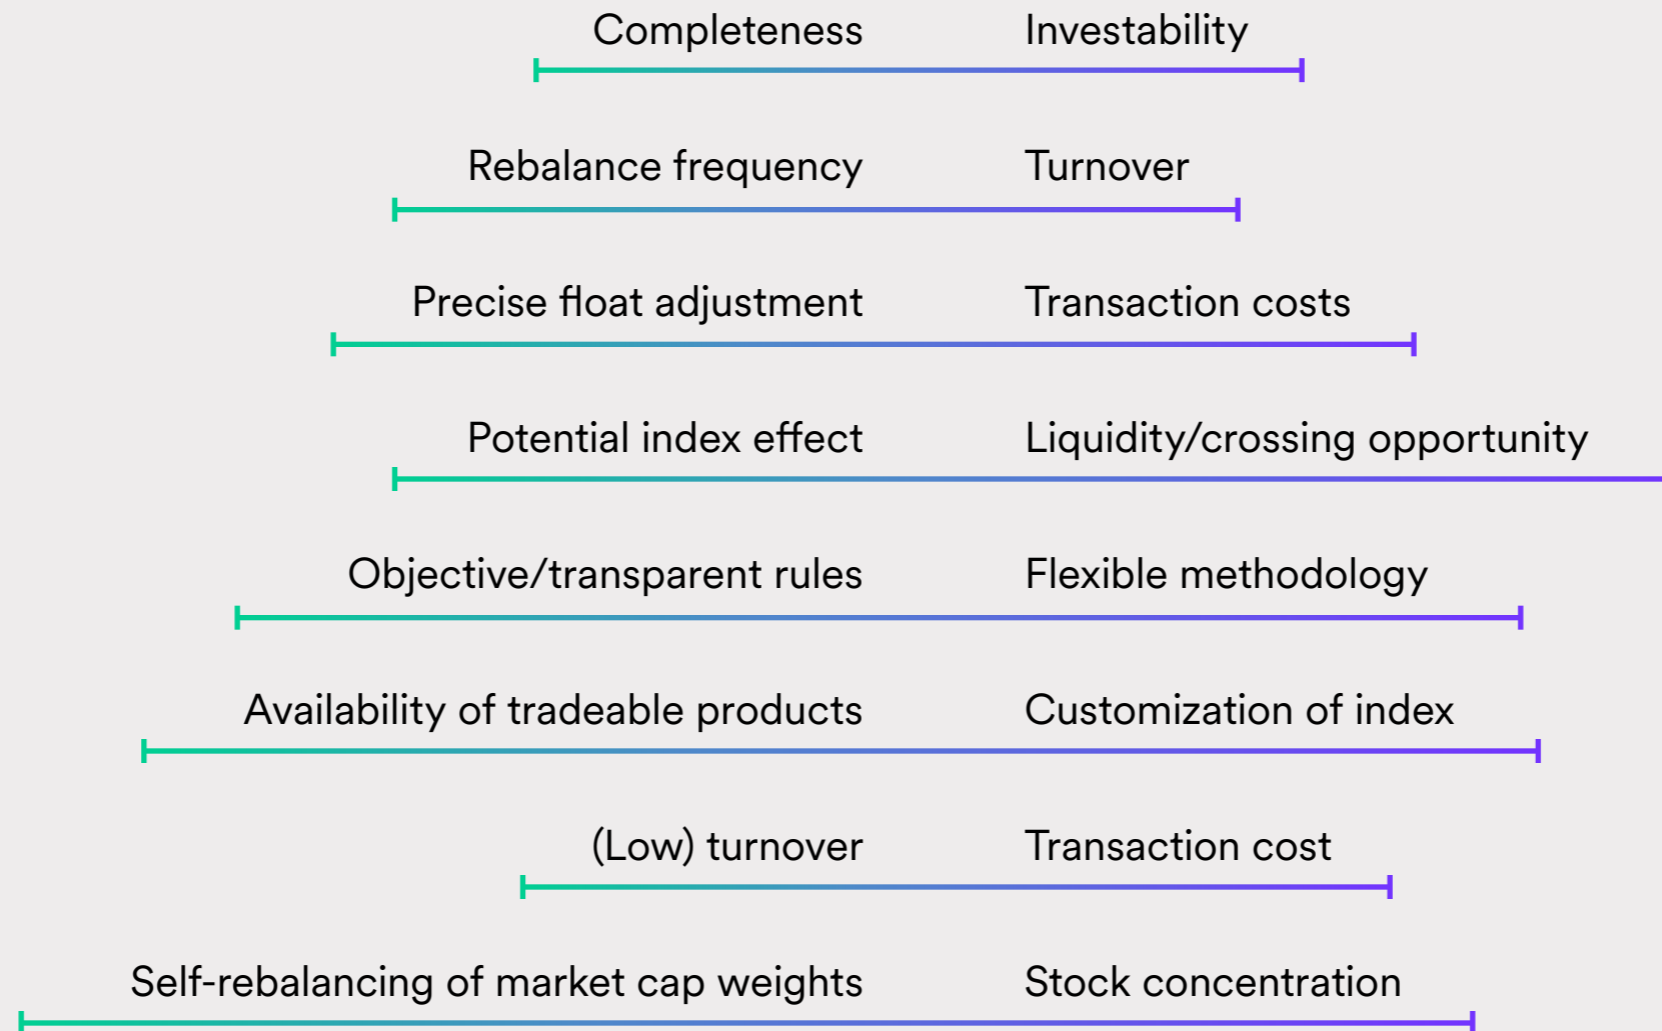 Completeness Investability
Rebalance frequency Turnover
Precise float adjustment Transaction costs
Potential index effect Liquidity/crossing opportunity
Objective/transparent rules Flexible methodology
Availability of tradeable products Customization of index
(Low) turnover Transaction cost
Self-rebalancing of market cap weights Stock concentration